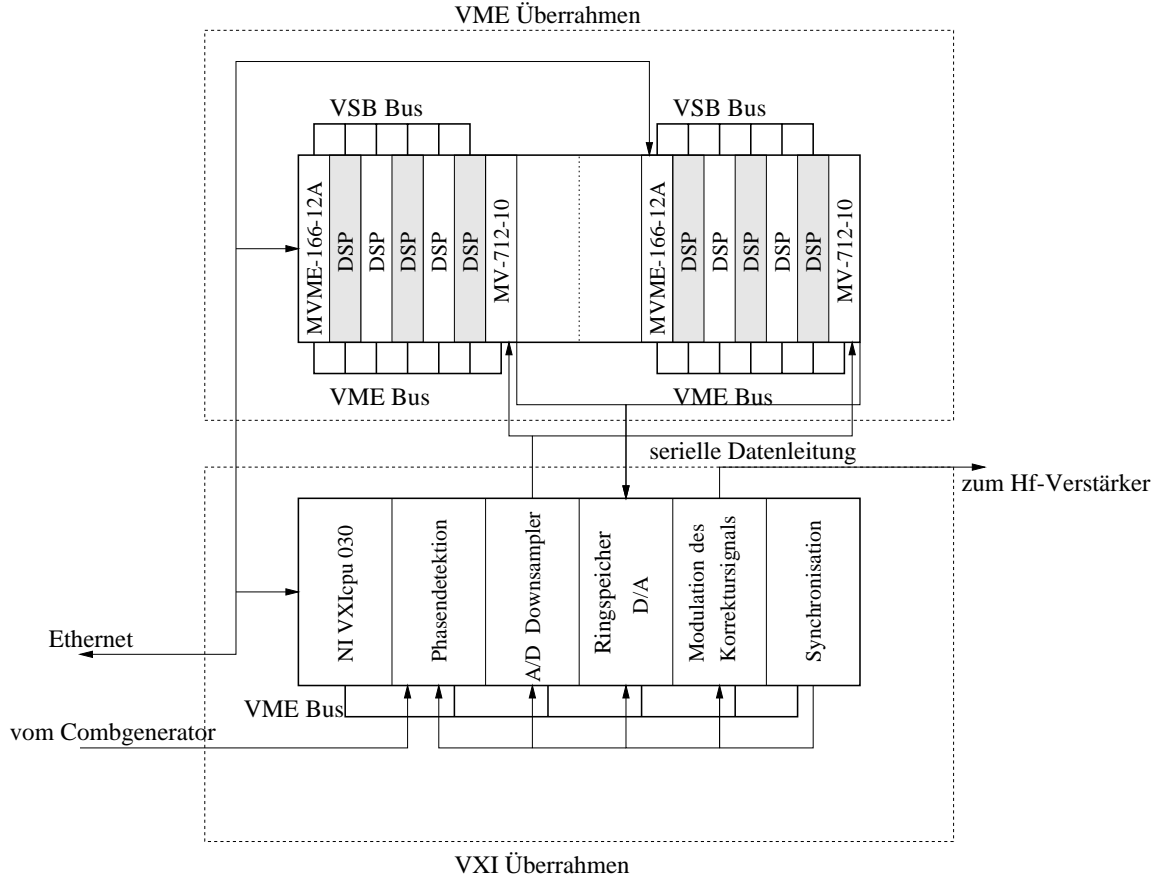 VME Überrahmen
VSB Bus
VSB Bus
MVME-166-12A
DSP
DSP
DSP
DSP
DSP
MV-712-10
MVME-166-12A
DSP
DSP
DSP
DSP
DSP
MV-712-10
VME Bus
VME Bus
serielle Datenleitung
zum Hf-Verstärker
NI VXIcpu 030
Phasendetektion
A/D Downsampler
Ringspeicher
D/A
Modulation des
Korrektursignals
Synchronisation
Ethernet
VME Bus
vom Combgenerator
VXI Überrahmen